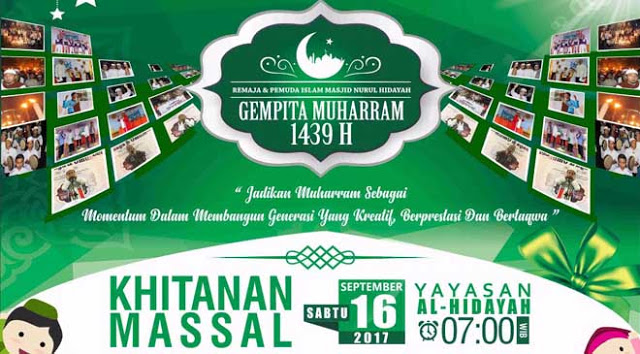 REMAJA & PEMUDA ISLAM MASJID NURUL HIDAYAH
GEMPITA MUHARRAM
1439 H
“ Jadikan Muharram Sebagai
Momentum Dalam Membangun Generasi Yang Kreatif, Berprestasi Dan Bertaqwa ”
KHITANAN
MASSAL
SABTU
SEPTEMBER
16
2017
YAYASAN
AL-HIDAYAH
07:00 WIB